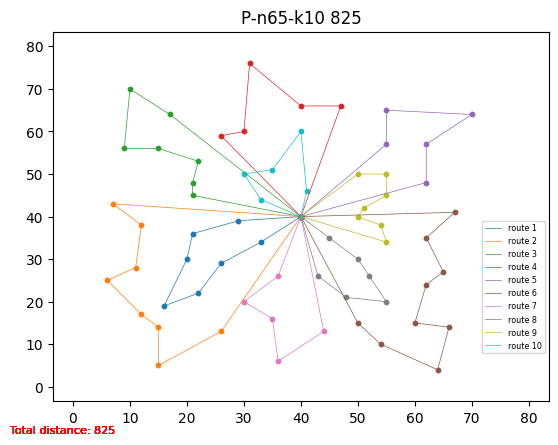 P-n65-k10 825
80
70
60
50
40
30
20
10
0
0 10 20 30 40 50 60 70 80
route 1
route 2
route 3
route 4
route 5
route 6
route 7
route 8
route 9
route 10
Total distance: 825